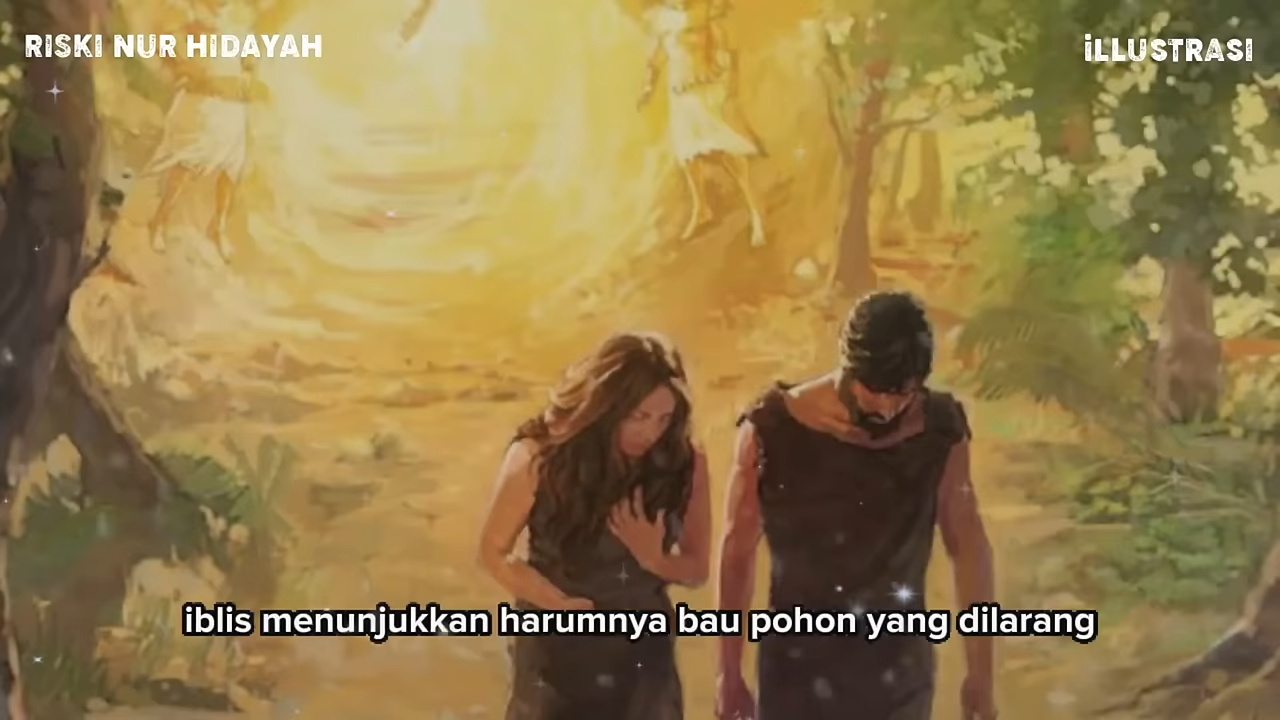 RISKI NUR HIDAYAH
ILLUSTRASI
iblis menunjukkan harumnya bau pohon yang dilarang